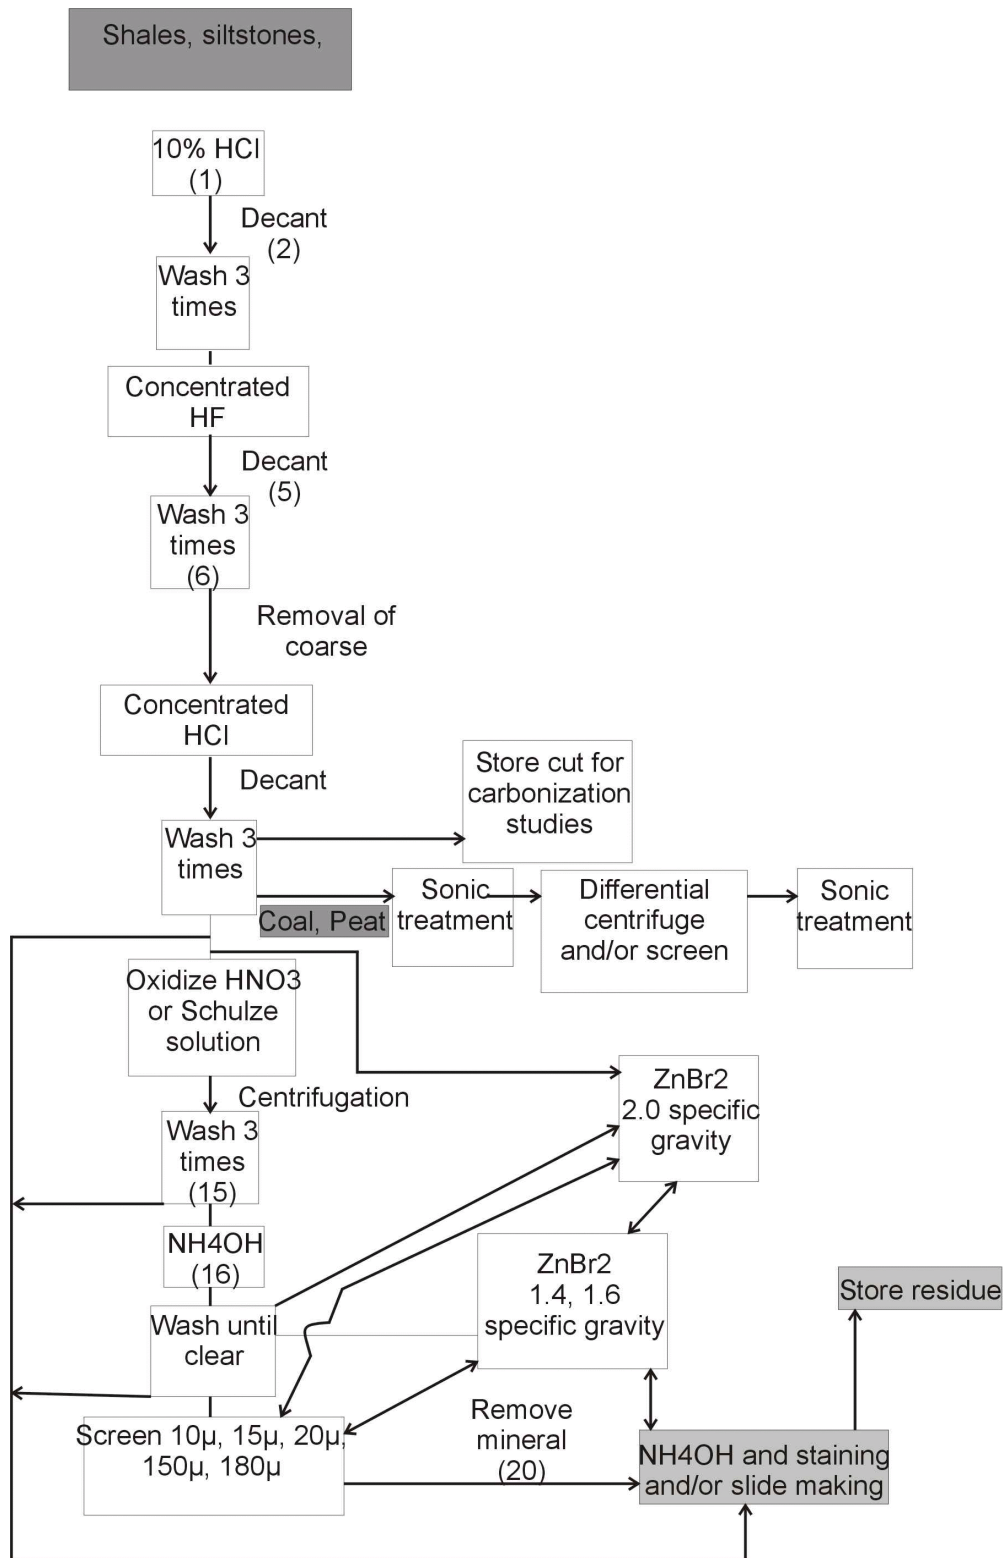 Shales, siltstones,
10% HCl
(1)
Decant
(2)
Wash 3
times
Concentrated
HF
Decant
(5)
Wash 3
times
(6)
Removal of
coarse
Concentrated
HCl
Decant
Wash 3
times
Store cut for
carbonization
studies
Coal, Peat
Sonic
treatment
Differential
centrifuge
and/or screen
Sonic
treatment
Oxidize HNO3
or Schulze
solution
Centrifugation
Wash 3
times
(15)
ZnBr2
2.0 specific
gravity
NH4OH
(16)
ZnBr2
1.4, 1.6
specific gravity
Store residue
Wash until
clear
Screen 10µ, 15µ, 20µ,
150µ, 180µ
Remove
mineral
(20)
NH4OH and staining
and/or slide making